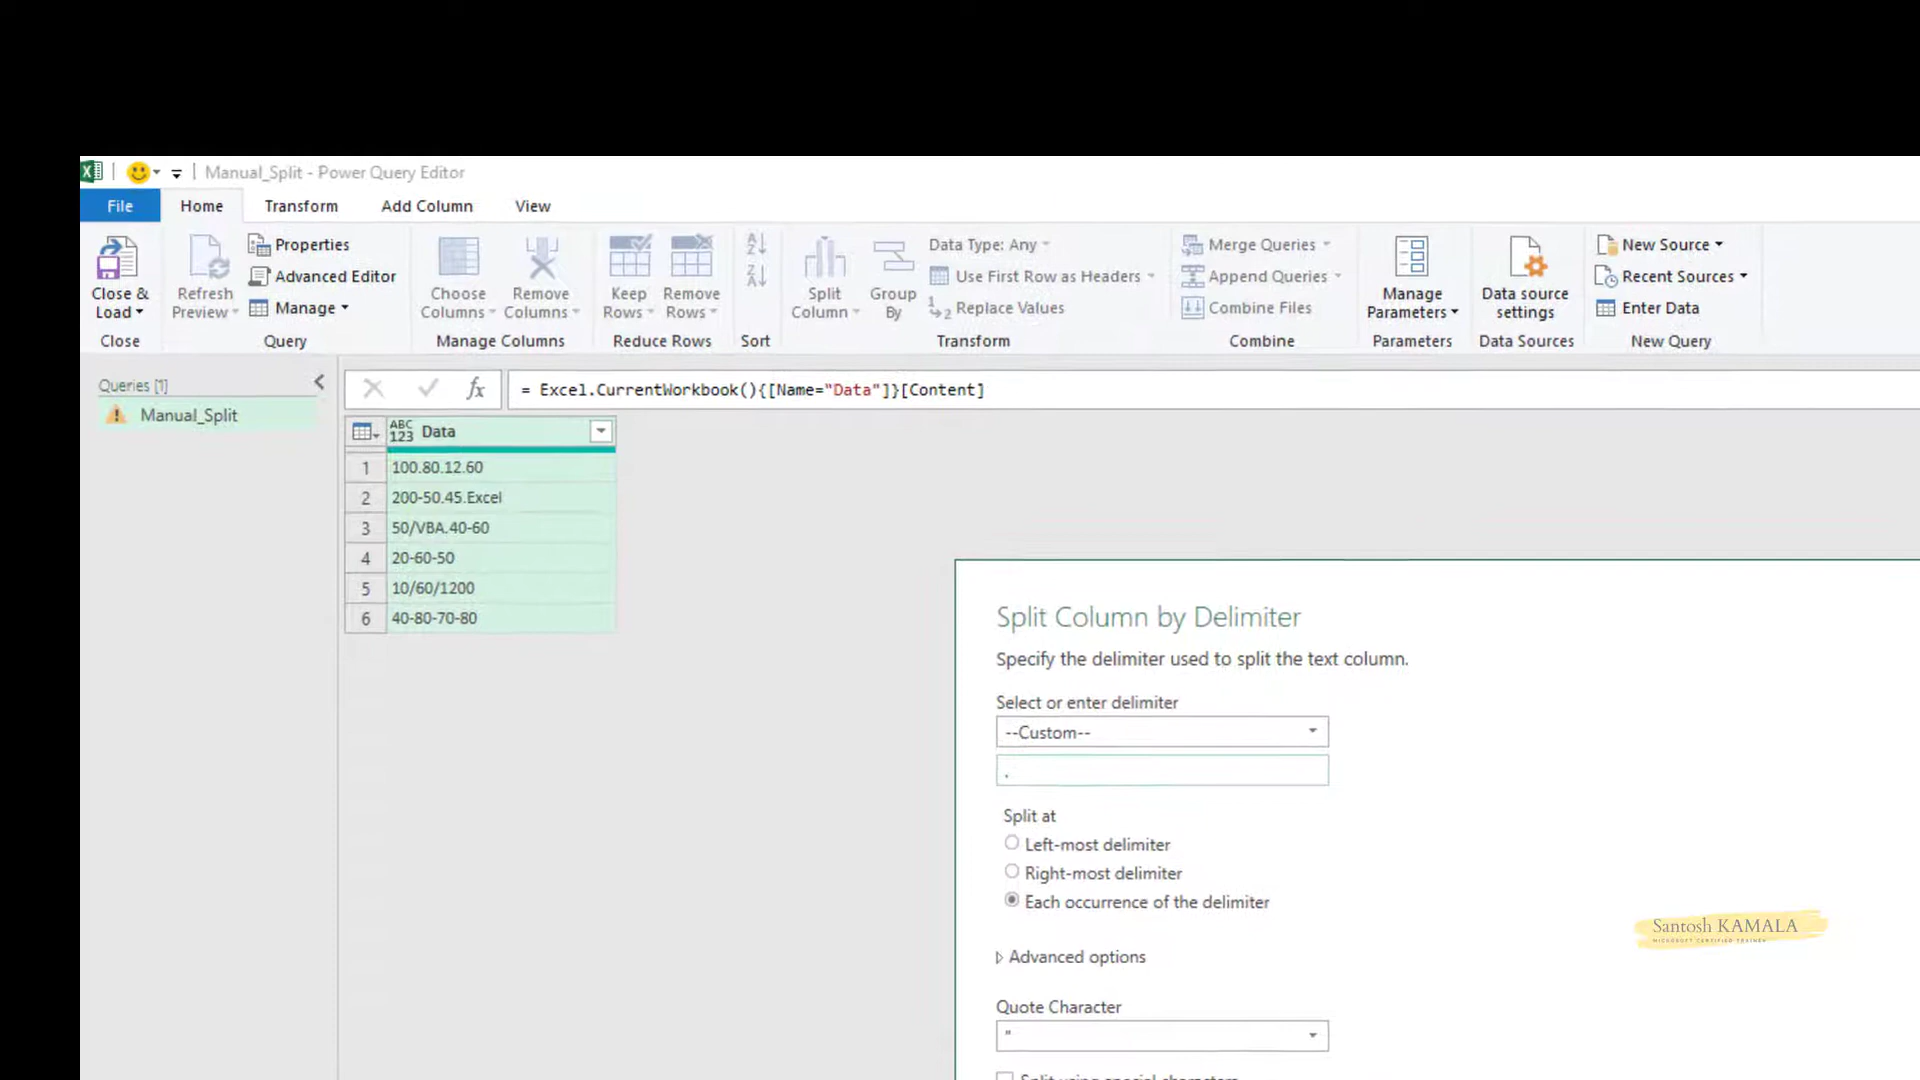 Manual_Split - Power Query Editor
File Home Transform Add Column View
Close & Load
Refresh Preview
Properties
Advanced Editor
Manage
Choose Columns
Remove Columns
Keep Rows
Remove Rows
A Z
Z A
Split Column
Group By
Data Type: Any
Use First Row as Headers
1 2 Replace Values
Merge Queries
Append Queries
Combine Files
Manage Parameters
Data source settings
New Source
Recent Sources
Enter Data
Close Query Manage Columns Reduce Rows Sort Transform Combine Parameters Data Sources New Query
Queries [1]
Manual_Split
fx = Excel.CurrentWorkbook(){[Name="Data"]}[Content]
ABC 123 Data
1 100.80.12.60
2 200-50.45.Excel
3 50/VBA.40-60
4 20-60-50
5 10/60/1200
6 40-80-70-80
Split Column by Delimiter
Specify the delimiter used to split the text column.
Select or enter delimiter
--Custom--
Split at
Left-most delimiter
Right-most delimiter
Each occurrence of the delimiter
Advanced options
Quote Character
"
Santosh KAMALA
MICROSOFT CERTIFIED TRAINER